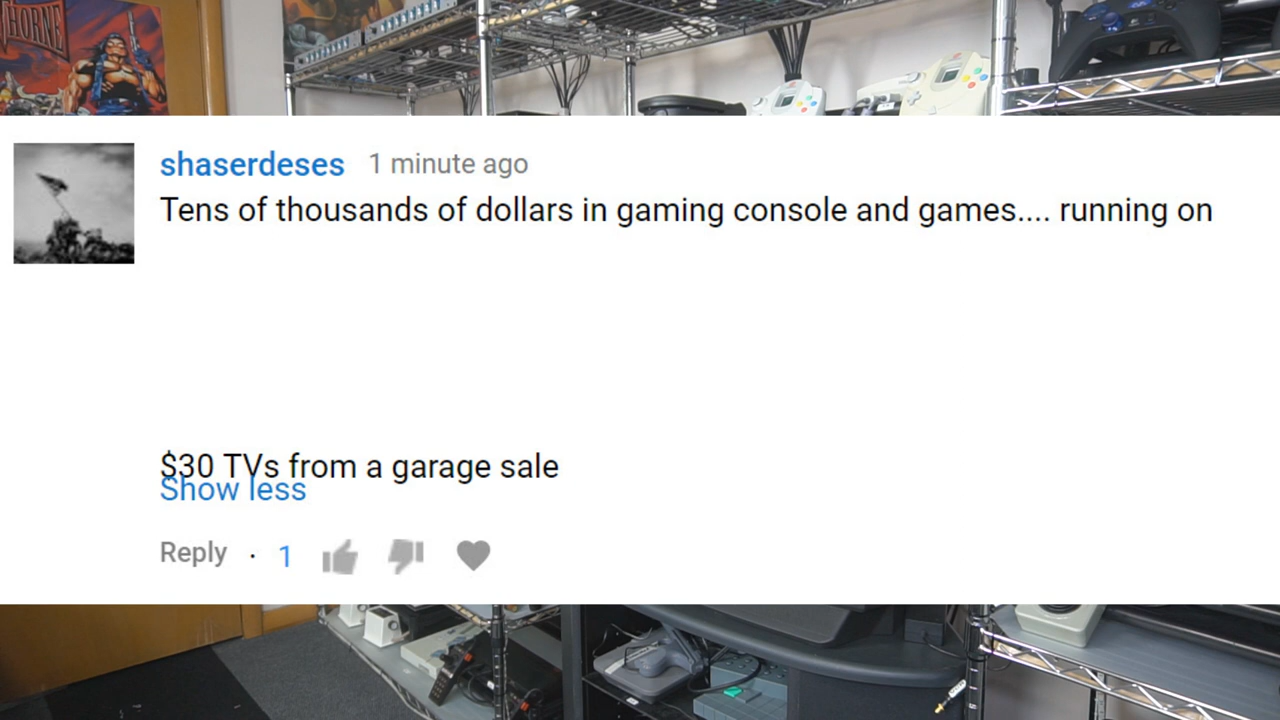 THORNE
shaserdeses 1 minute ago
Tens of thousands of dollars in gaming console and games.... running on
$30 TVs from a garage sale
Show less
Reply · 1